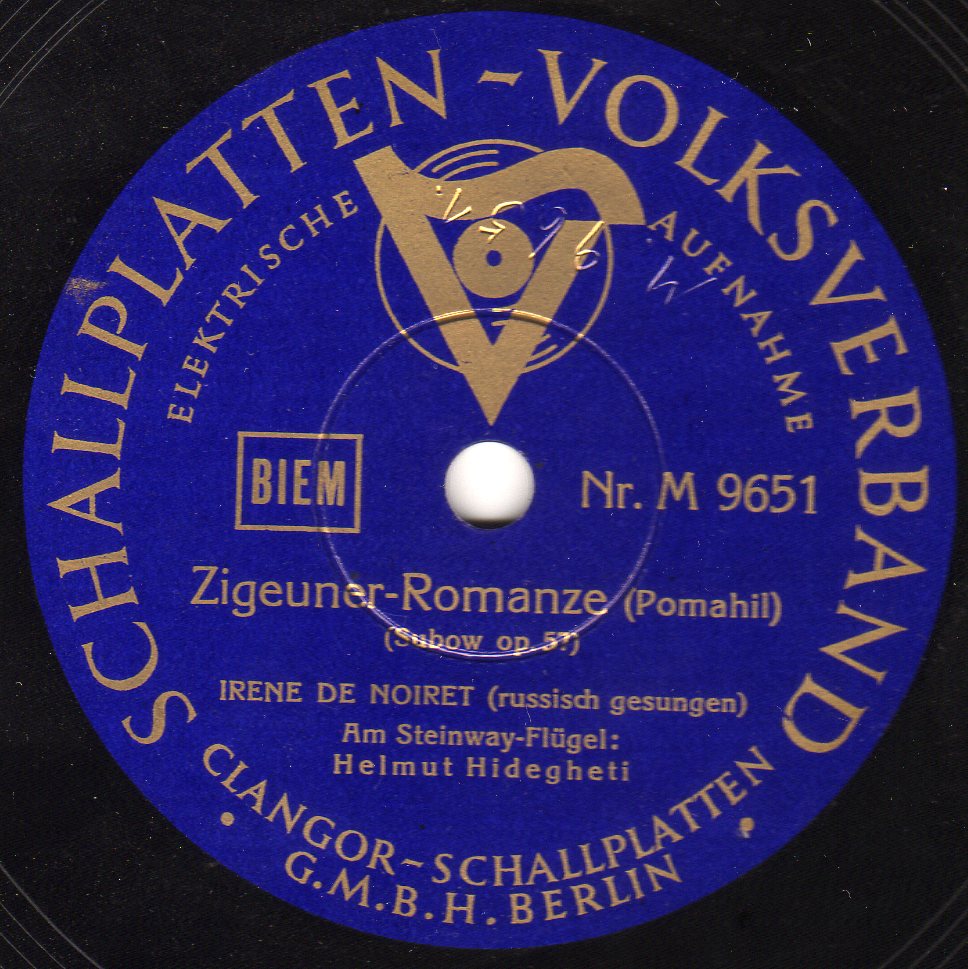 SCHALLPLATTEN-VOLKSVERBAND
ELEKTRISCHE AUFNAHME
BIEM
Nr. M 9651
Zigeuner-Romanze (Pomahil)
(Subow op. 57)
IRENE DE NOIRET (russisch gesungen)
Am Steinway-Flügel:
Helmut Hidegheti
CLANGOR-SCHALLPLATTEN
G.M.B.H. BERLIN